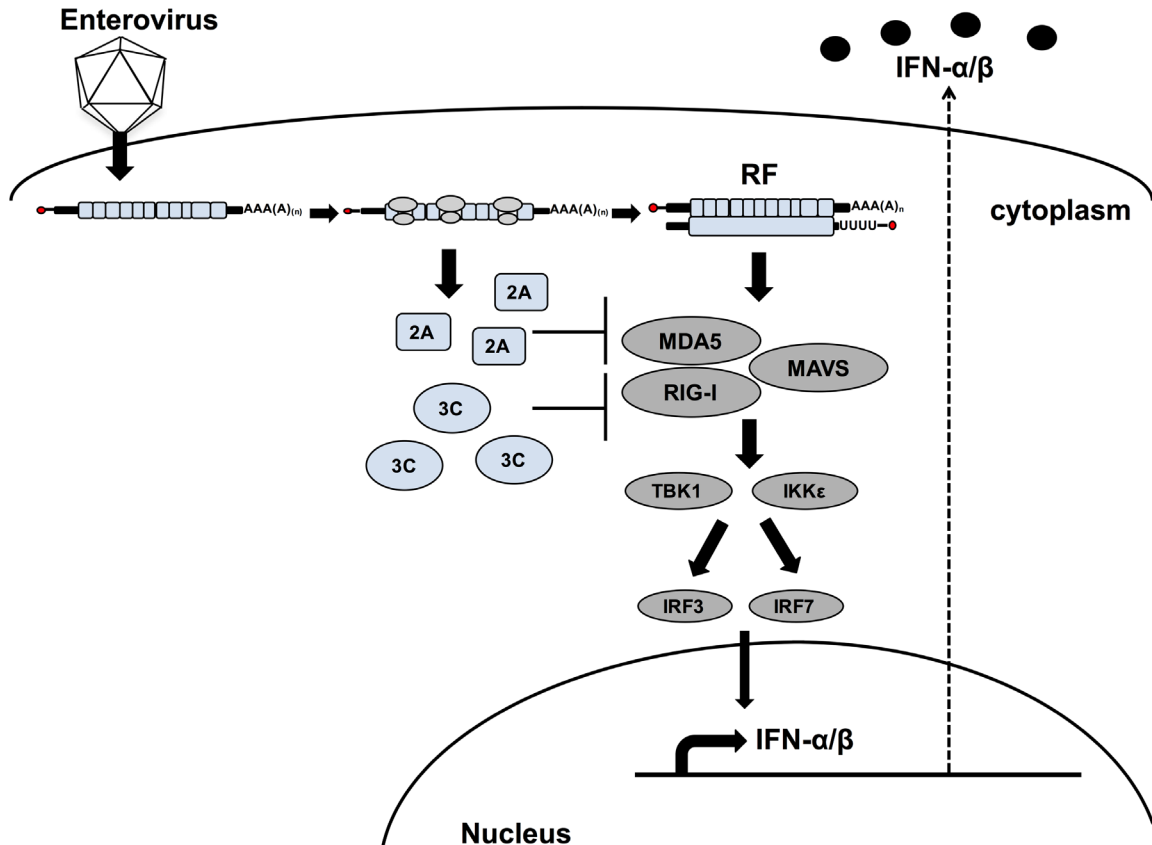 Enterovirus
IFN-α/β
RF
AAA(A)(n)
AAA(A)(n)
AAA(A)n
UUUU
cytoplasm
2A
2A
2A
MDA5
MAVS
RIG-I
3C
3C
3C
TBK1
IKKε
IRF3
IRF7
IFN-α/β
Nucleus